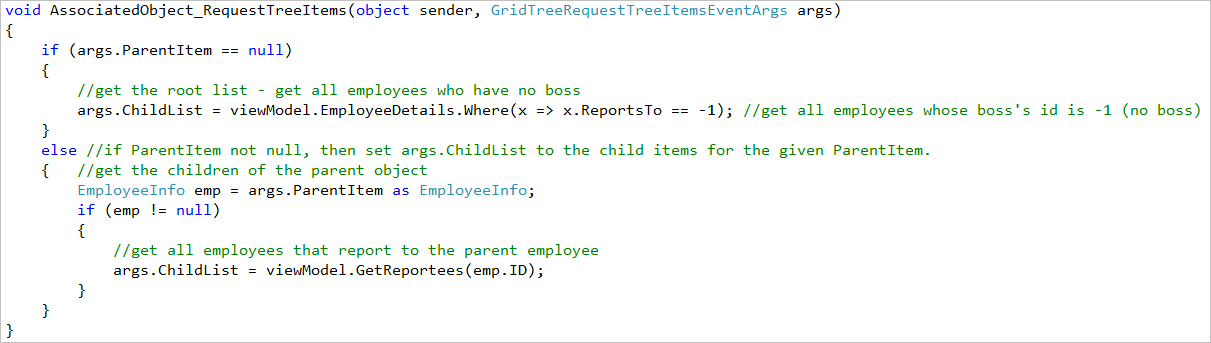 void AssociatedObject_RequestTreeItems(object sender, GridTreeRequestTreeItemsEventArgs args)
{
    if (args.ParentItem == null)
    {
        //get the root list - get all employees who have no boss
        args.ChildList = viewModel.EmployeeDetails.Where(x => x.ReportsTo == -1); //get all employees whose boss's id is -1 (no boss)
    }
    else //if ParentItem not null, then set args.ChildList to the child items for the given ParentItem.
    {   //get the children of the parent object
        EmployeeInfo emp = args.ParentItem as EmployeeInfo;
        if (emp != null)
        {
            //get all employees that report to the parent employee
            args.ChildList = viewModel.GetReportees(emp.ID);
        }
    }
}